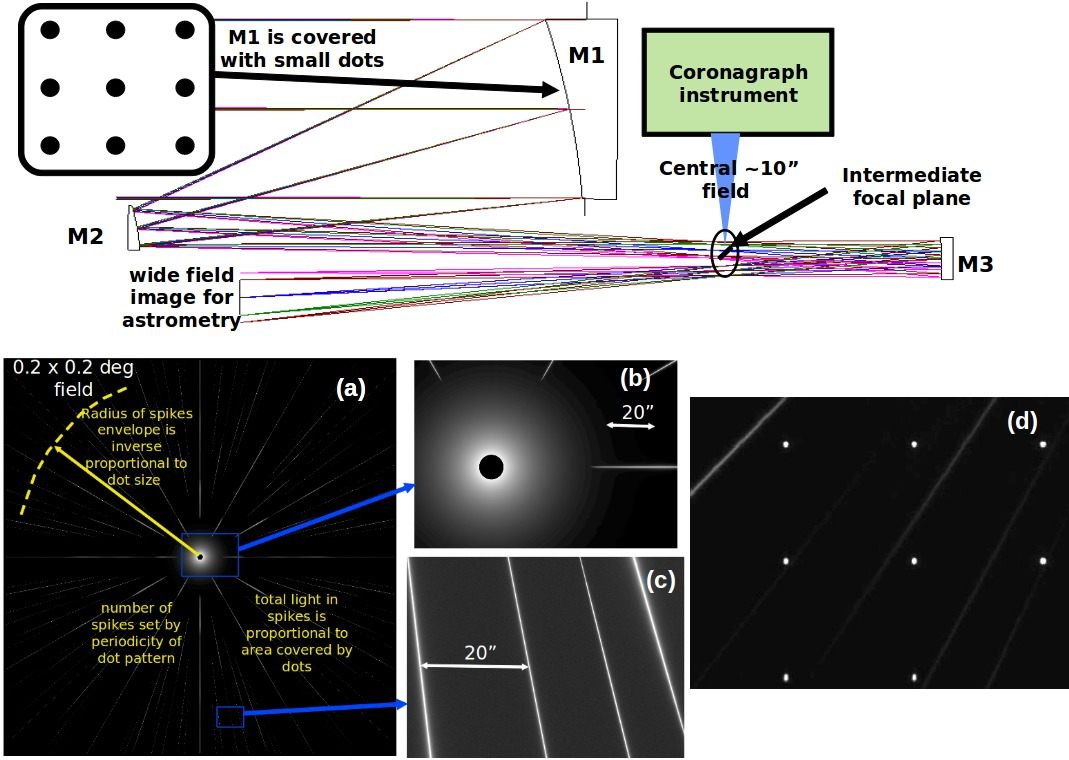 M1 is covered
with small dots
M1
Coronagraph
instrument
Central ~10”
field
Intermediate
focal plane
M2
M3
wide field
image for
astrometry
0.2 x 0.2 deg
field
(a)
Radius of spikes
envelope is
inverse
proportional to
dot size
number of
spikes set by
periodicity of
dot pattern
total light in
spikes is
proportional to
area covered by
dots
(b)
20”
(c)
20”
(d)